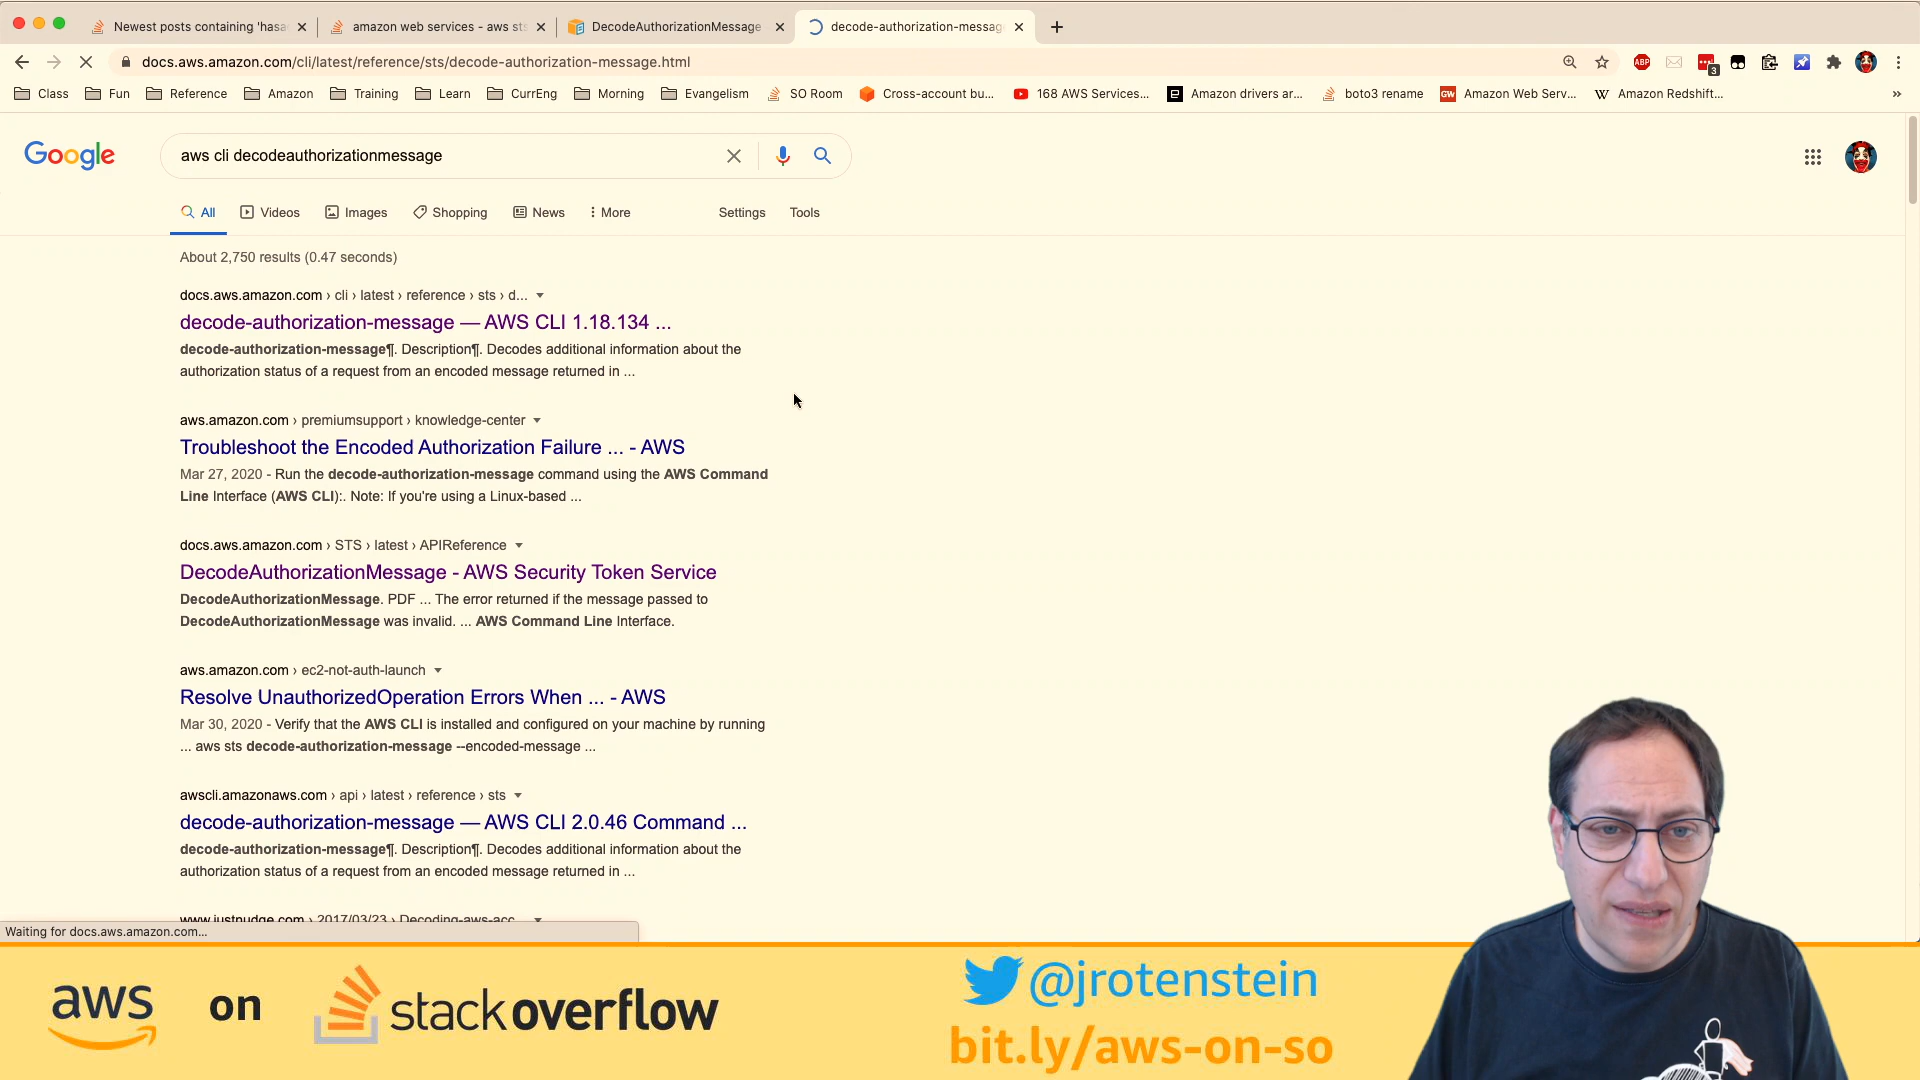 Newest posts containing 'hasa
amazon web services - aws sts
DecodeAuthorizationMessage
decode-authorization-messag
docs.aws.amazon.com/cli/latest/reference/sts/decode-authorization-message.html
ABP
3
Class
Fun
Reference
Amazon
Training
Learn
CurrEng
Morning
Evangelism
SO Room
Cross-account bu...
168 AWS Services...
Amazon drivers ar...
boto3 rename
GW
Amazon Web Serv...
W
Amazon Redshift...
»
Google
aws cli decodeauthorizationmessage
All
Videos
Images
Shopping
News
More
Settings
Tools
About 2,750 results (0.47 seconds)
docs.aws.amazon.com › cli › latest › reference › sts › d...
decode-authorization-message — AWS CLI 1.18.134 ...
decode-authorization-message¶. Description¶. Decodes additional information about the
authorization status of a request from an encoded message returned in ...
aws.amazon.com › premiumsupport › knowledge-center
Troubleshoot the Encoded Authorization Failure ... - AWS
Mar 27, 2020 - Run the decode-authorization-message command using the AWS Command
Line Interface (AWS CLI):. Note: If you're using a Linux-based ...
docs.aws.amazon.com › STS › latest › APIReference
DecodeAuthorizationMessage - AWS Security Token Service
DecodeAuthorizationMessage. PDF ... The error returned if the message passed to
DecodeAuthorizationMessage was invalid. ... AWS Command Line Interface.
aws.amazon.com › ec2-not-auth-launch
Resolve UnauthorizedOperation Errors When ... - AWS
Mar 30, 2020 - Verify that the AWS CLI is installed and configured on your machine by running
... aws sts decode-authorization-message --encoded-message ...
awscli.amazonaws.com › api › latest › reference › sts
decode-authorization-message — AWS CLI 2.0.46 Command ...
decode-authorization-message¶. Description¶. Decodes additional information about the
authorization status of a request from an encoded message returned in ...
www.justnudge.com › 2017/03/23 › Decoding-aws-acc...
Waiting for docs.aws.amazon.com...
aws on stackoverflow
@jrotenstein
bit.ly/aws-on-so